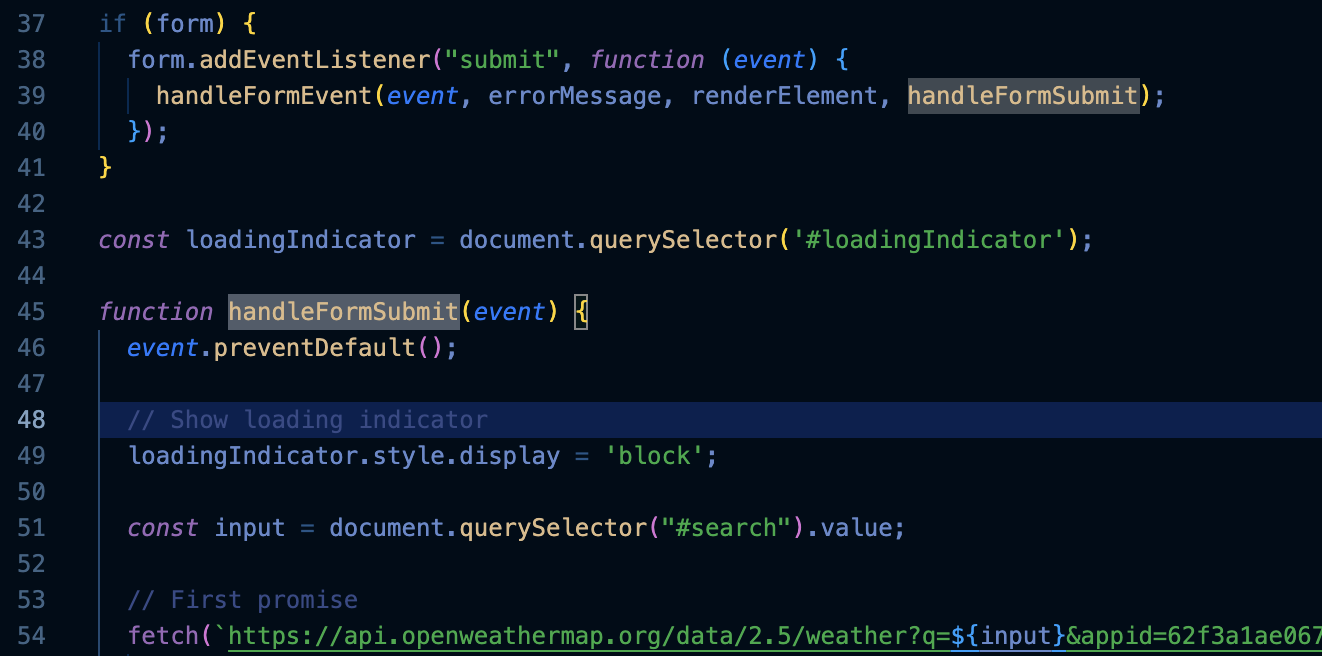 37 if (form) {
38 form.addEventListener("submit", function (event) {
39 handleFormEvent(event, errorMessage, renderElement, handleFormSubmit);
40 });
41 }
42
43 const loadingIndicator = document.querySelector('#loadingIndicator');
44
45 function handleFormSubmit(event) {
46 event.preventDefault();
47
48 // Show loading indicator
49 loadingIndicator.style.display = 'block';
50
51 const input = document.querySelector("#search").value;
52
53 // First promise
54 fetch(`https://api.openweathermap.org/data/2.5/weather?q=${input}&appid=62f3a1ae067